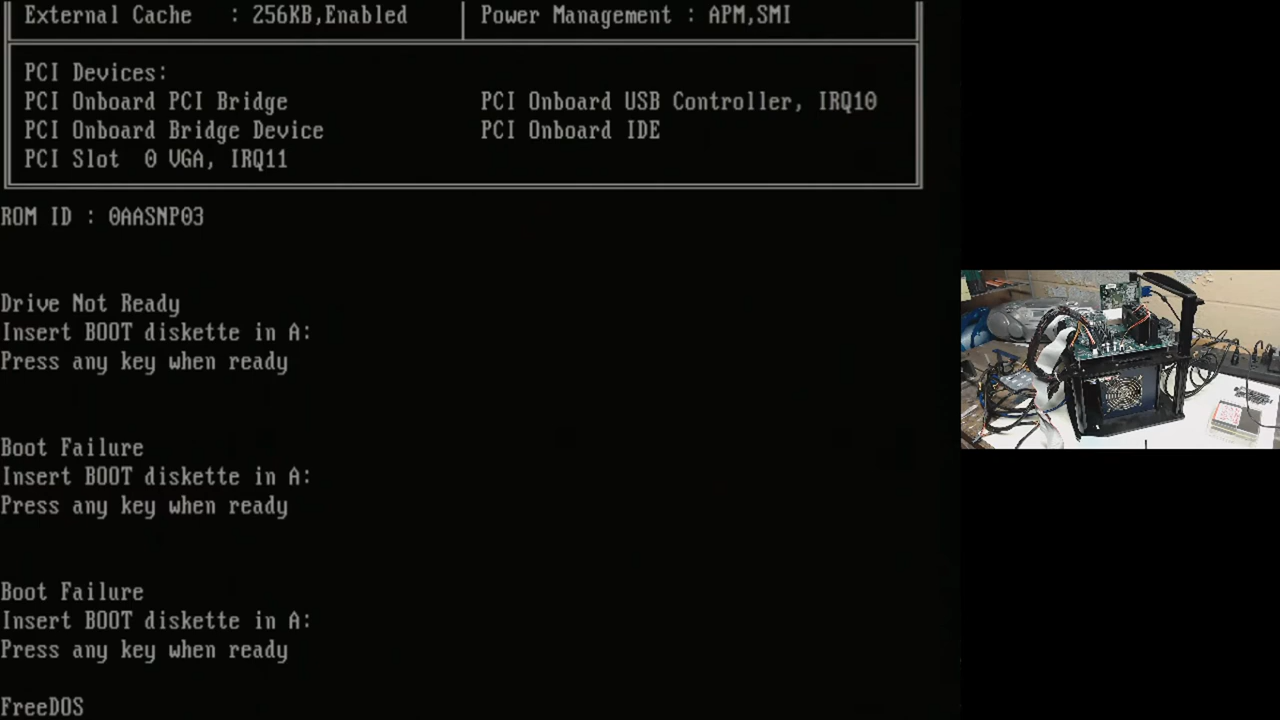 External Cache   : 256KB,Enabled   Power Management : APM,SMI
PCI Devices:
PCI Onboard PCI Bridge   PCI Onboard USB Controller, IRQ10
PCI Onboard Bridge Device   PCI Onboard IDE
PCI Slot  0 VGA, IRQ11
ROM ID : 0AASNP03
Drive Not Ready
Insert BOOT diskette in A:
Press any key when ready
Boot Failure
Insert BOOT diskette in A:
Press any key when ready
Boot Failure
Insert BOOT diskette in A:
Press any key when ready
FreeDOS